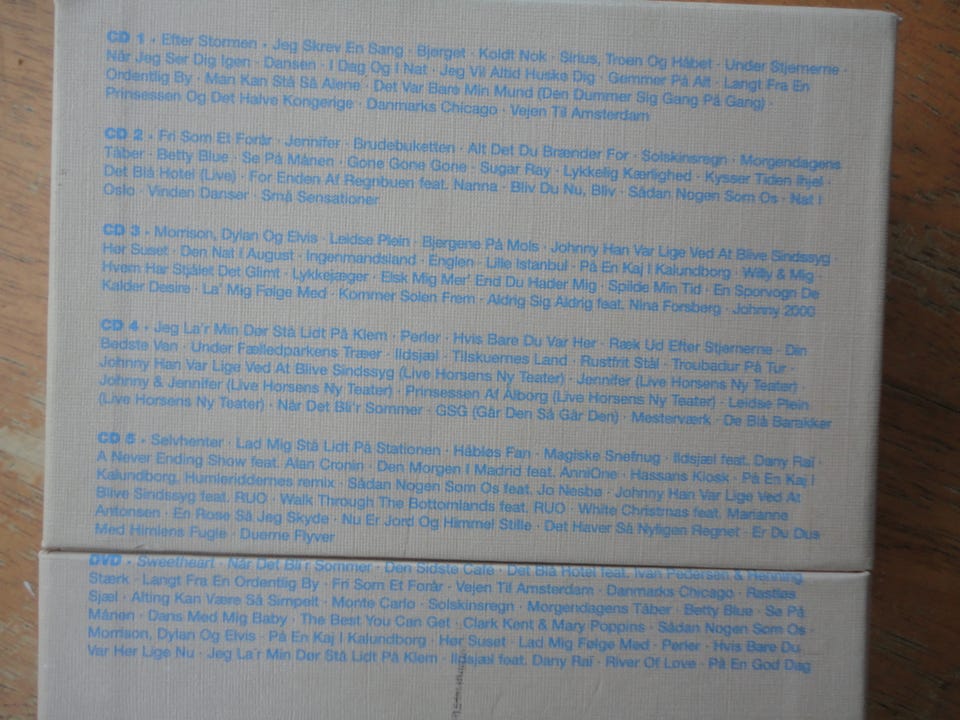 CD 1 · Efter Stormen · Jeg Skrev En Sang · Bjerget · Koldt Nok · Sirius, Troen Og Håbet · Under Stjernerne ·
Når Jeg Ser Dig Igen · Dansen · I Dag Og I Nat · Jeg Vil Altid Huske Dig · Gemmer På Alt · Langt Fra En
Ordentlig By · Man Kan Stå Så Alene · Det Var Bare Min Mund (Den Dummer Sig Gang På Gang) ·
Prinsessen Og Det Halve Kongerige · Danmarks Chicago · Vejen Til Amsterdam
CD 2 · Fri Som Et Forår · Jennifer · Brudebuketten · Alt Det Du Brænder For · Solskinsregn · Morgendagens
Tåber · Betty Blue · Se På Månen · Gone Gone Gone · Sugar Ray · Lykkelig Kærlighed · Kysser Tiden Ihjel ·
Det Blå Hotel (Live) · For Enden Af Regnbuen feat. Nanna · Bliv Du Nu, Bliv · Sådan Nogen Som Os · Nat I
Oslo · Vinden Danser · Små Sensationer
CD 3 · Morrison, Dylan Og Elvis · Leidse Plein · Bjergene På Mols · Johnny Han Var Lige Ved At Blive Sindssyg ·
Hør Suset · Den Nat I August · Ingenmandsland · Englen · Lille Istanbul · På En Kaj I Kalundborg · Willy & Mig ·
Hvem Har Stjålet Det Glimt · Lykkejæger · Elsk Mig Mer' End Du Hader Mig · Spilde Min Tid · En Sporvogn De
Kalder Desire · La' Mig Følge Med · Kommer Solen Frem · Aldrig Sig Aldrig feat. Nina Forsberg · Johnny 2000
CD 4 · Jeg La'r Min Dør Stå Lidt På Klem · Perler · Hvis Bare Du Var Her · Ræk Ud Efter Stjernerne · Din
Bedste Ven · Under Fælledparkens Træer · Ildsjæl · Tilskuernes Land · Rustfrit Stål · Troubadur På Tur ·
Johnny Han Var Lige Ved At Blive Sindssyg (Live Horsens Ny Teater) · Jennifer (Live Horsens Ny Teater) ·
Johnny & Jennifer (Live Horsens Ny Teater) · Prinsessen Af Ålborg (Live Horsens Ny Teater) · Leidse Plein
(Live Horsens Ny Teater) · Når Det Bli'r Sommer · GSG (Går Den Så Går Den) · Mesterværk · De Blå Barakker
CD 5 · Selvhenter · Lad Mig Stå Lidt På Stationen · Håbløs Fan · Magiske Snefnug · Ildsjæl feat. Dany Raï ·
A Never Ending Show feat. Alan Cronin · Den Morgen I Madrid feat. AnniOne · Hassans Kiosk · På En Kaj I
Kalundborg, Humleriddernes remix · Sådan Nogen Som Os feat. Jo Nesbø · Johnny Han Var Lige Ved At
Blive Sindssyg feat. RUO · Walk Through The Bottomlands feat. RUO · White Christmas feat. Marianne
Antonsen · En Rose Så Jeg Skyde · Nu Er Jord Og Himmel Stille · Det Haver Så Nyligen Regnet · Er Du Dus
Med Himlens Fugle · Duerne Flyver
DVD · Sweetheart · Når Det Bli'r Sommer · Den Sidste Café · Det Blå Hotel feat. Ivan Pedersen & Henning
Stærk · Langt Fra En Ordentlig By · Fri Som Et Forår · Vejen Til Amsterdam · Danmarks Chicago · Rastløs
Sjæl · Alting Kan Være Så Simpelt · Monte Carlo · Solskinsregn · Morgendagens Tåber · Betty Blue · Se På
Månen · Dans Med Mig Baby · The Best You Can Get · Clark Kent & Mary Poppins · Sådan Nogen Som Os ·
Morrison, Dylan Og Elvis · På En Kaj I Kalundborg · Hør Suset · Lad Mig Følge Med · Perler · Hvis Bare Du
Var Her Lige Nu · Jeg La'r Min Dør Stå Lidt På Klem · Ildsjæl feat. Dany Raï · River Of Love · På En God Dag